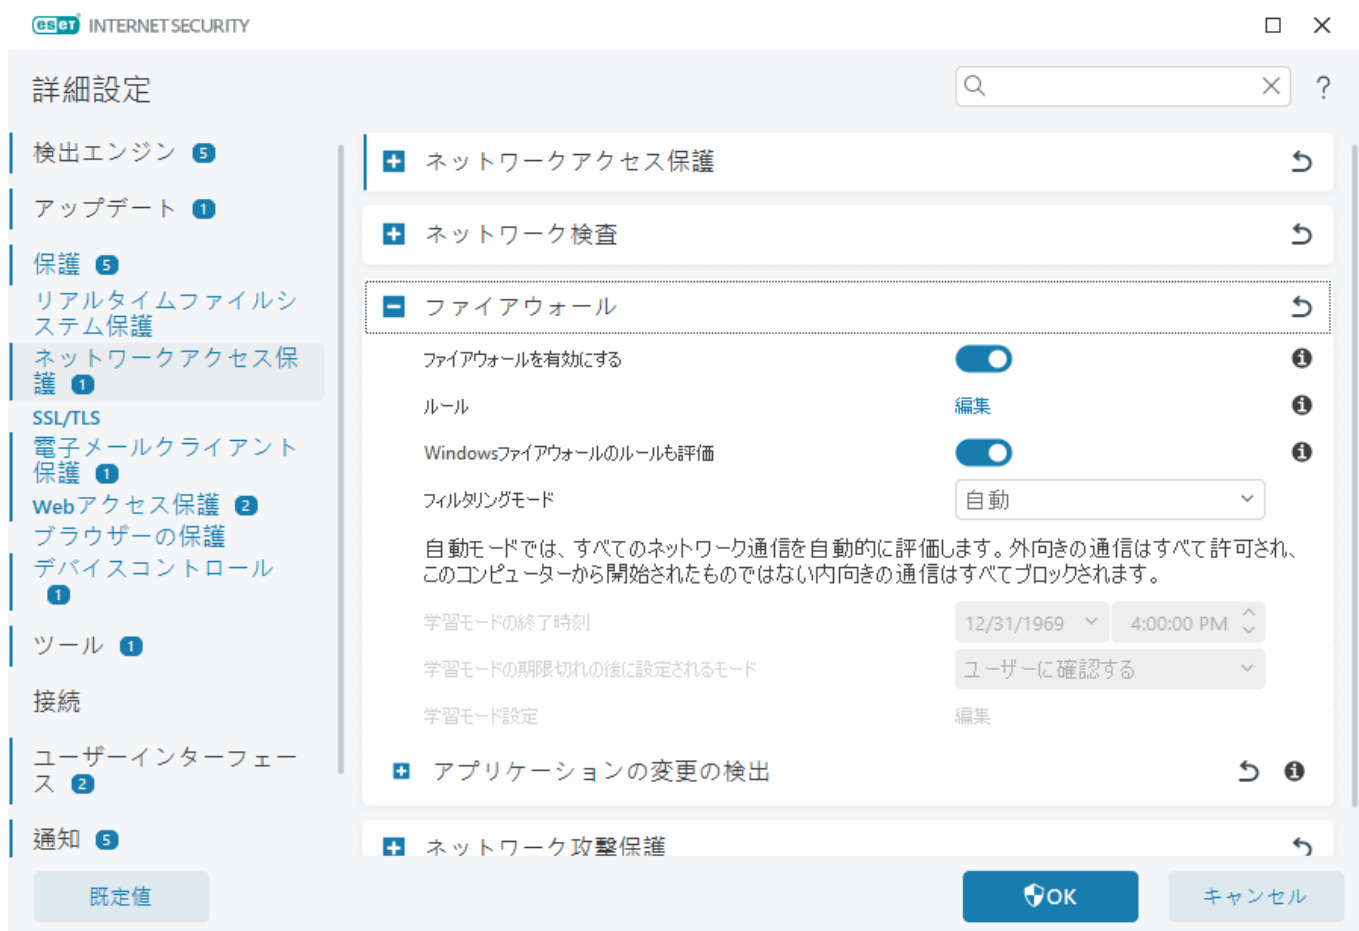 eset INTERNET SECURITY
詳細設定
?
検出エンジン 5
アップデート 1
保護 5
リアルタイムファイルシ
ステム保護
ネットワークアクセス保
護 1
SSL/TLS
電子メールクライアント
保護 1
Webアクセス保護 2
ブラウザーの保護
デバイスコントロール
1
ツール 1
接続
ユーザーインターフェー
ス 2
通知 5
ネットワークアクセス保護
ネットワーク検査
ファイアウォール
ファイアウォールを有効にする
ルール 編集
Windowsファイアウォールのルールも評価
フィルタリングモード 自動
自動モードでは、すべてのネットワーク通信を自動的に評価します。外向きの通信はすべて許可され、
このコンピューターから開始されたものではない内向きの通信はすべてブロックされます。
学習モードの終了時刻 12/31/1969 4:00:00 PM
学習モードの期限切れの後に設定されるモード ユーザーに確認する
学習モード設定 編集
アプリケーションの変更の検出
ネットワーク攻撃保護
既定値 OK キャンセル